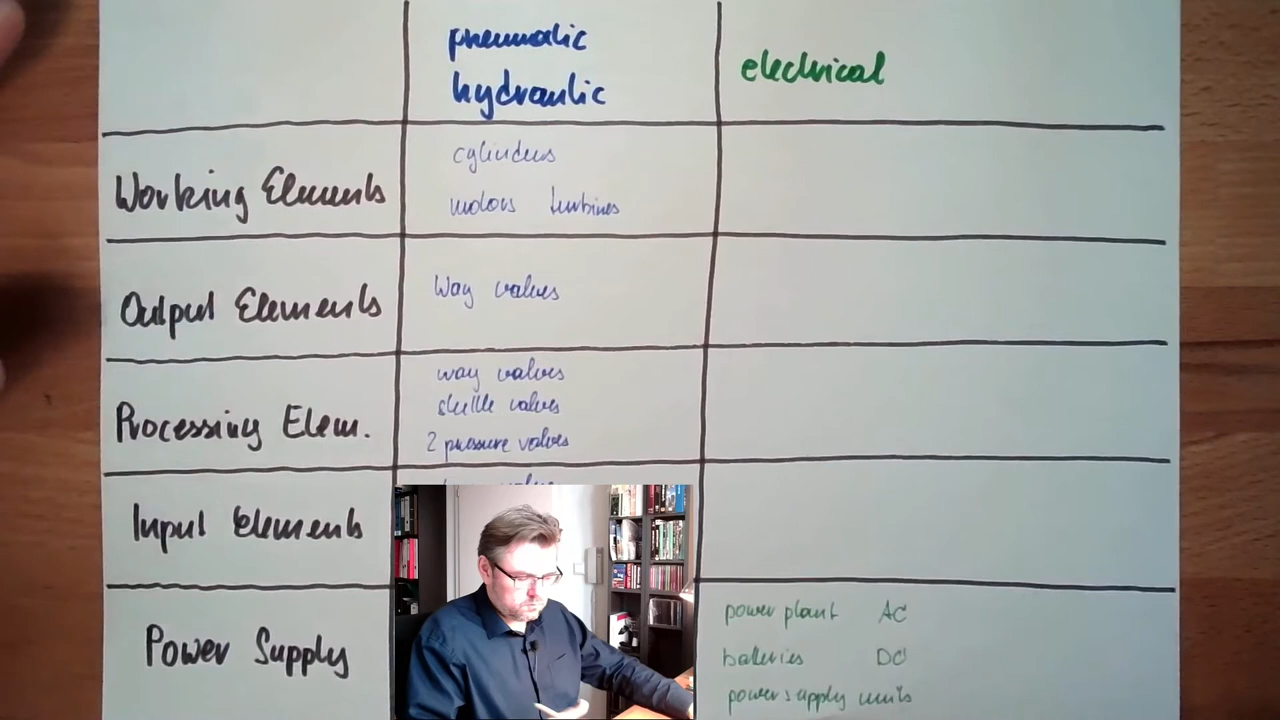 pneumatic
hydraulic
electrical
Working Elements
cylinders
motors turbines
Output Elements
Way valves
Processing Elem.
way valves
shuttle valves
2 pressure valves
Input Elements
Power Supply
power plant AC
batteries DC
power supply units